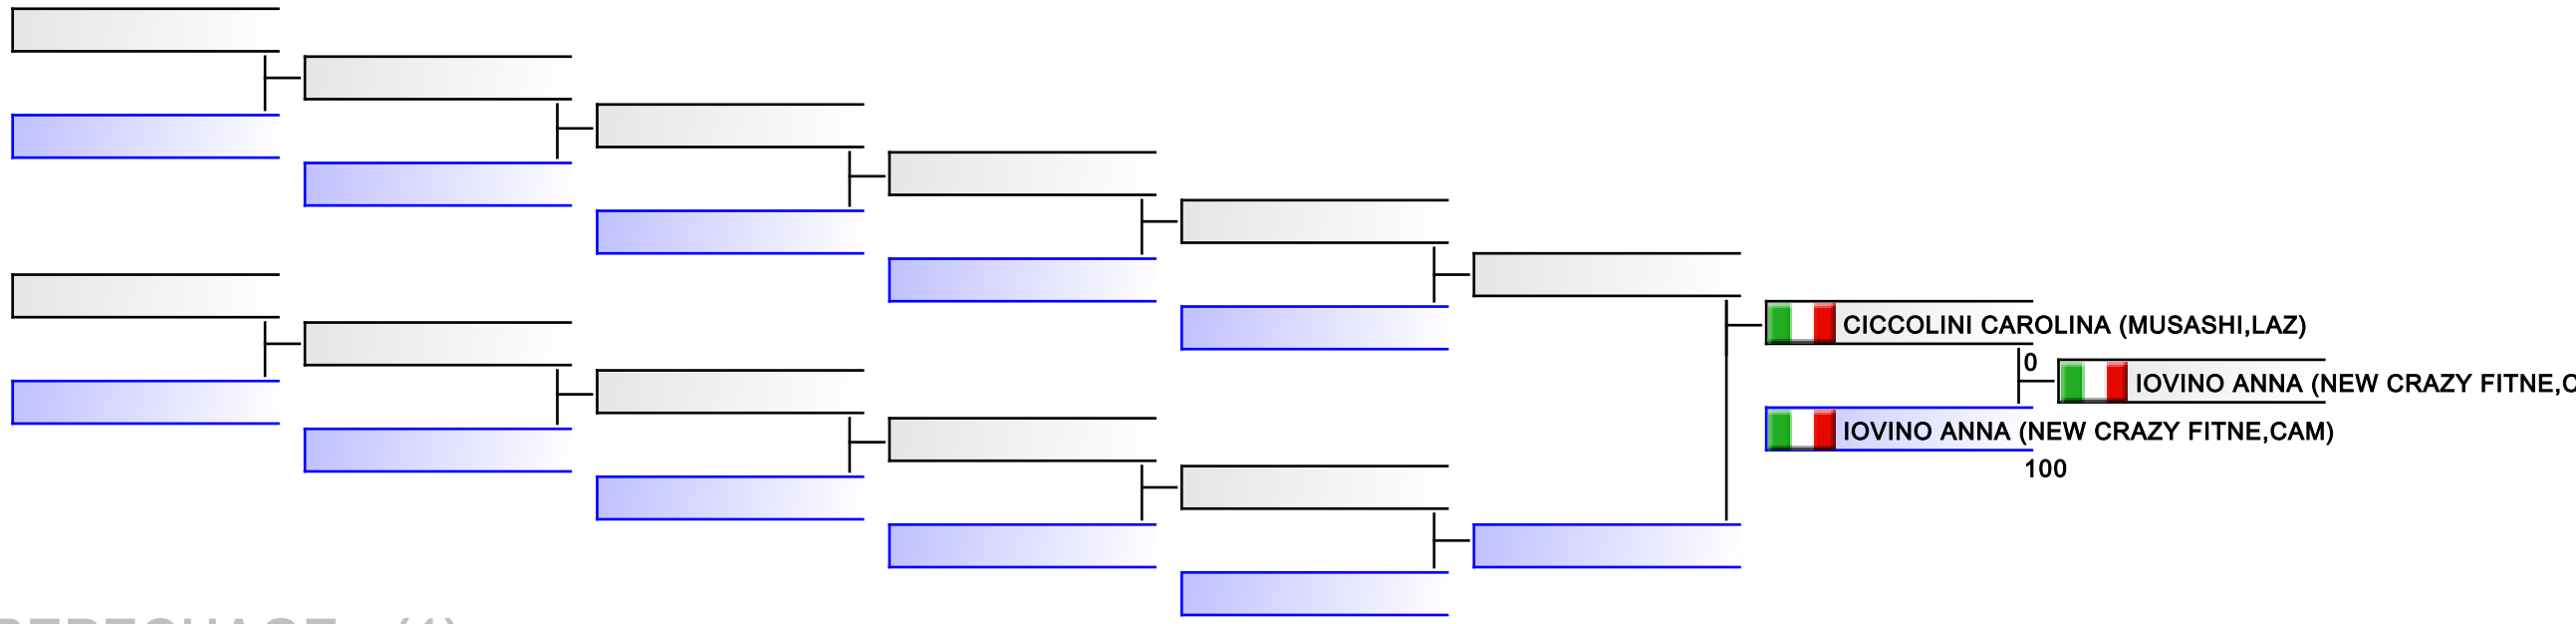 CICCOLINI CAROLINA (MUSASHI,LAZ)
0
IOVINO ANNA (NEW CRAZY FITNE,C
IOVINO ANNA (NEW CRAZY FITNE,CAM)
100